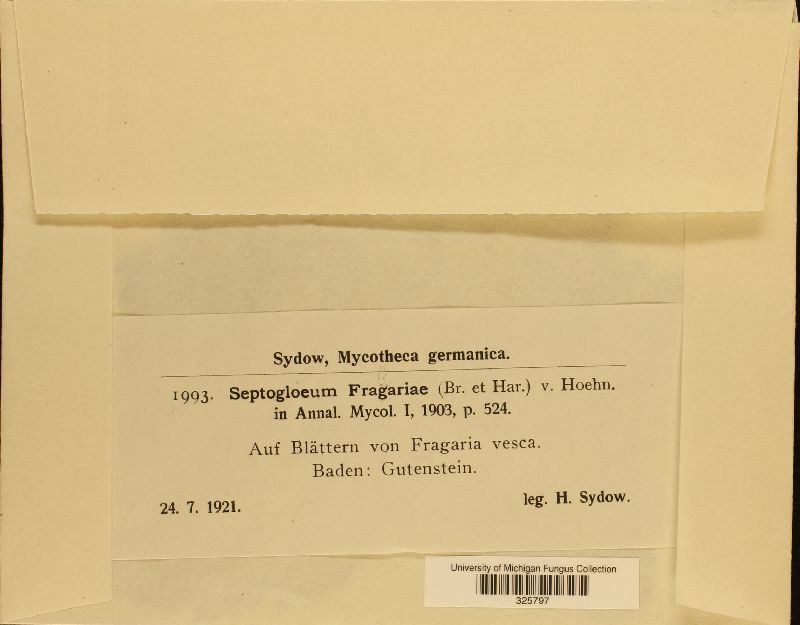 Sydow, Mycotheca germanica.
1993. Septogloeum Fragariae (Br. et Har.) v. Hoehn.
in Annal. Mycol. I, 1903, p. 524.
Auf Blättern von Fragaria vesca.
Baden: Gutenstein.
24. 7. 1921.
leg. H. Sydow.
University of Michigan Fungus Collection
325797